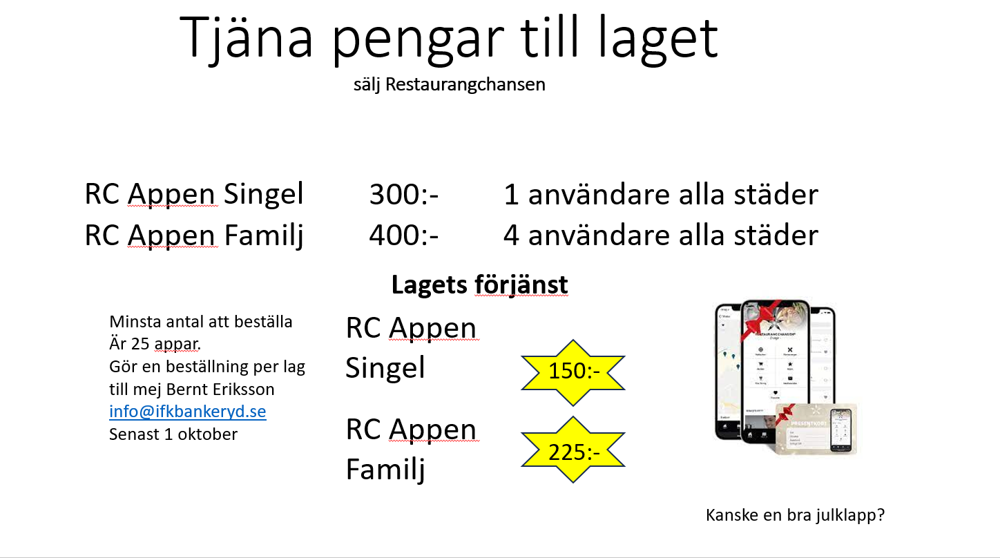 Tjäna pengar till laget
sälj Restaurangchansen
RC Appen Singel 300:- 1 användare alla städer
RC Appen Familj 400:- 4 användare alla städer
Lagets förjänst
Minsta antal att beställa
Är 25 appar.
Gör en beställning per lag
till mej Bernt Eriksson
info@ifkbankeryd.se
Senast 1 oktober
RC Appen
Singel
150:-
RC Appen
Familj
225:-
RESTAURANGCHANSEN
PRESENTKORT
Kanske en bra julklapp?